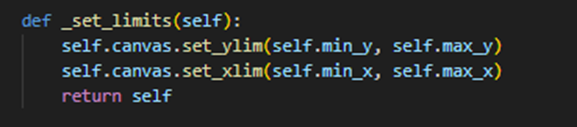 def _set_limits(self):
    self.canvas.set_ylim(self.min_y, self.max_y)
    self.canvas.set_xlim(self.min_x, self.max_x)
    return self